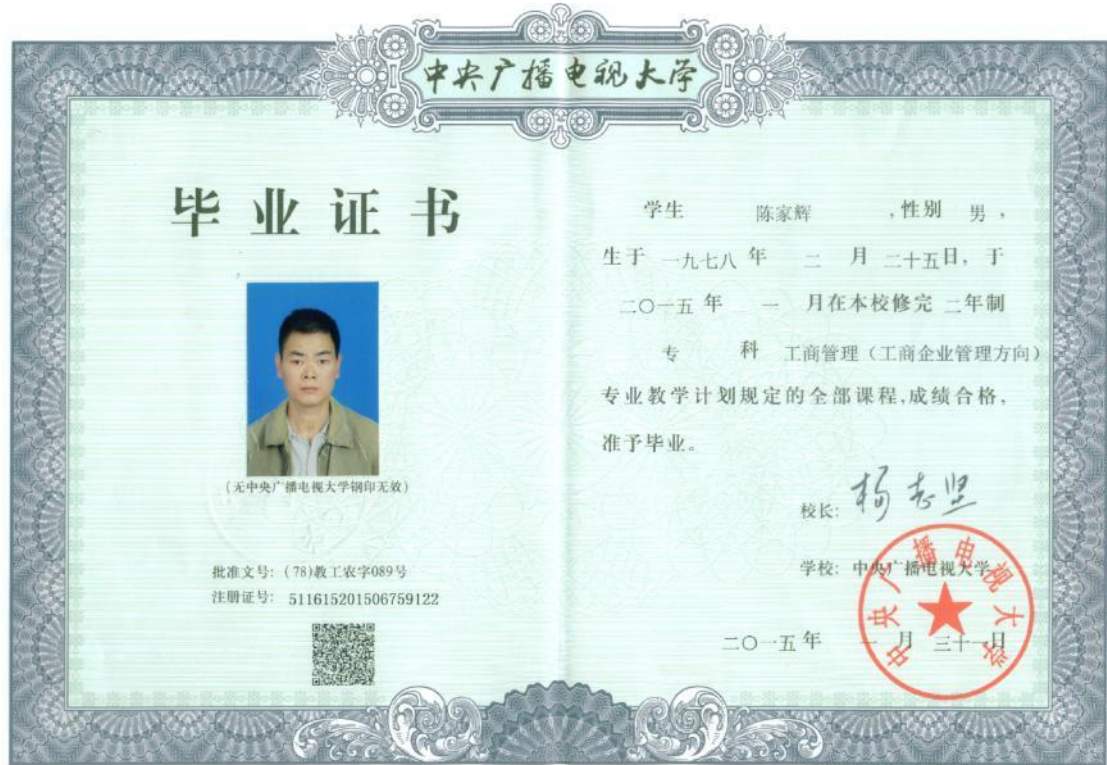 中央广播电视大学
毕业证书
(无中央广播电视大学钢印无效)
批准文号: (78)教工农字089号
注册证号: 511615201506759122
学生 陈家辉 ,性别 男,
生于 一九七八 年 二 月 二十五日, 于
二〇一五 年 一 月在本校修完 二年制
专 科 工商管理（工商企业管理方向）
专业教学计划规定的全部课程,成绩合格,
准予毕业。
校长: 杨志坚
学校: 中央广播电视大学
二〇一五 年 一 月 三十一日
中央广播电视大学